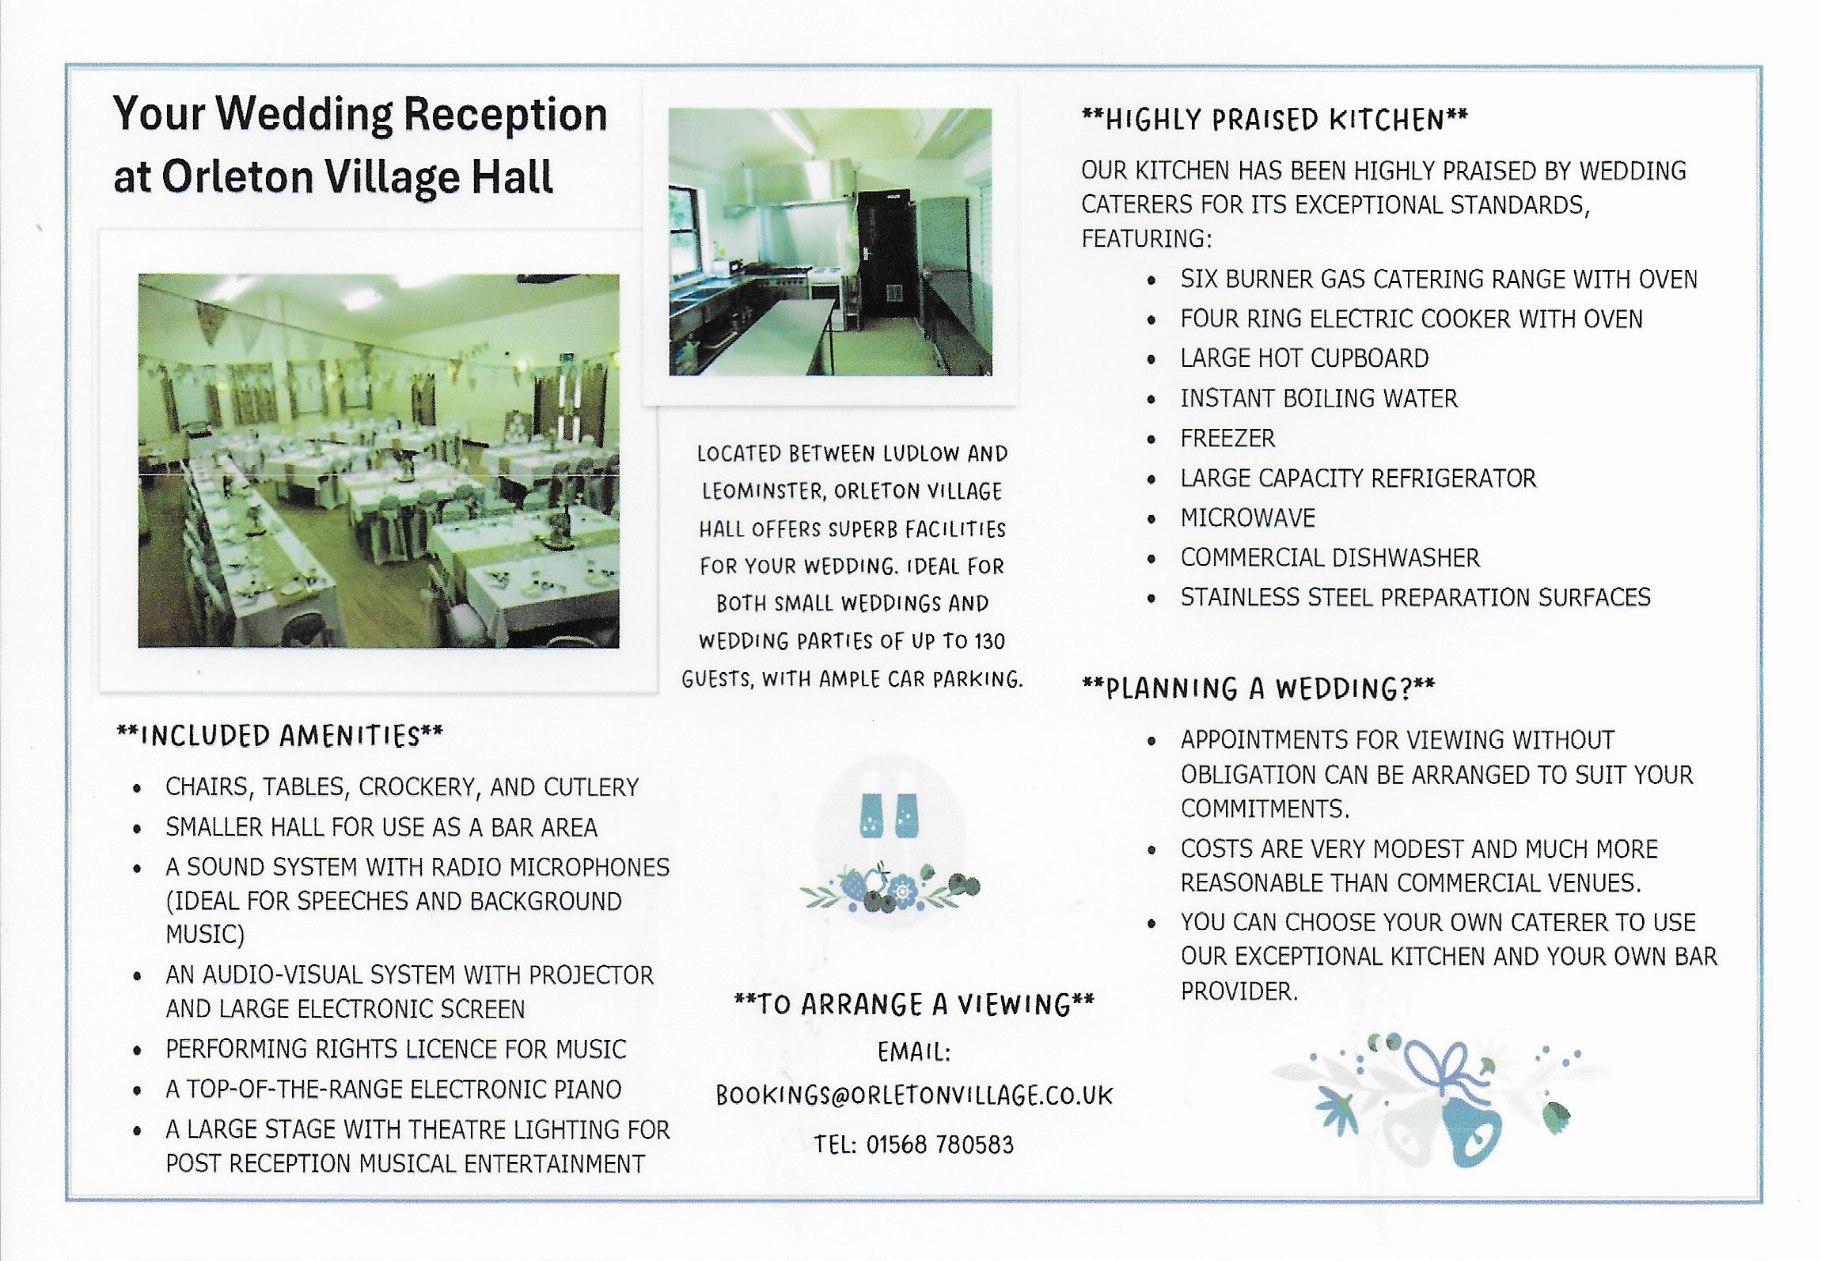 Your Wedding Reception
at Orleton Village Hall
LOCATED BETWEEN LUDLOW AND
LEOMINSTER, ORLETON VILLAGE
HALL OFFERS SUPERB FACILITIES
FOR YOUR WEDDING. IDEAL FOR
BOTH SMALL WEDDINGS AND
WEDDING PARTIES OF UP TO 130
GUESTS, WITH AMPLE CAR PARKING.
**INCLUDED AMENITIES**
• CHAIRS, TABLES, CROCKERY, AND CUTLERY
• SMALLER HALL FOR USE AS A BAR AREA
• A SOUND SYSTEM WITH RADIO MICROPHONES
(IDEAL FOR SPEECHES AND BACKGROUND
MUSIC)
• AN AUDIO-VISUAL SYSTEM WITH PROJECTOR
AND LARGE ELECTRONIC SCREEN
• PERFORMING RIGHTS LICENCE FOR MUSIC
• A TOP-OF-THE-RANGE ELECTRONIC PIANO
• A LARGE STAGE WITH THEATRE LIGHTING FOR
POST RECEPTION MUSICAL ENTERTAINMENT
**TO ARRANGE A VIEWING**
EMAIL:
BOOKINGS@ORLETONVILLAGE.CO.UK
TEL: 01568 780583
**HIGHLY PRAISED KITCHEN**
OUR KITCHEN HAS BEEN HIGHLY PRAISED BY WEDDING
CATERERS FOR ITS EXCEPTIONAL STANDARDS,
FEATURING:
• SIX BURNER GAS CATERING RANGE WITH OVEN
• FOUR RING ELECTRIC COOKER WITH OVEN
• LARGE HOT CUPBOARD
• INSTANT BOILING WATER
• FREEZER
• LARGE CAPACITY REFRIGERATOR
• MICROWAVE
• COMMERCIAL DISHWASHER
• STAINLESS STEEL PREPARATION SURFACES
**PLANNING A WEDDING?**
• APPOINTMENTS FOR VIEWING WITHOUT
OBLIGATION CAN BE ARRANGED TO SUIT YOUR
COMMITMENTS.
• COSTS ARE VERY MODEST AND MUCH MORE
REASONABLE THAN COMMERCIAL VENUES.
• YOU CAN CHOOSE YOUR OWN CATERER TO USE
OUR EXCEPTIONAL KITCHEN AND YOUR OWN BAR
PROVIDER.